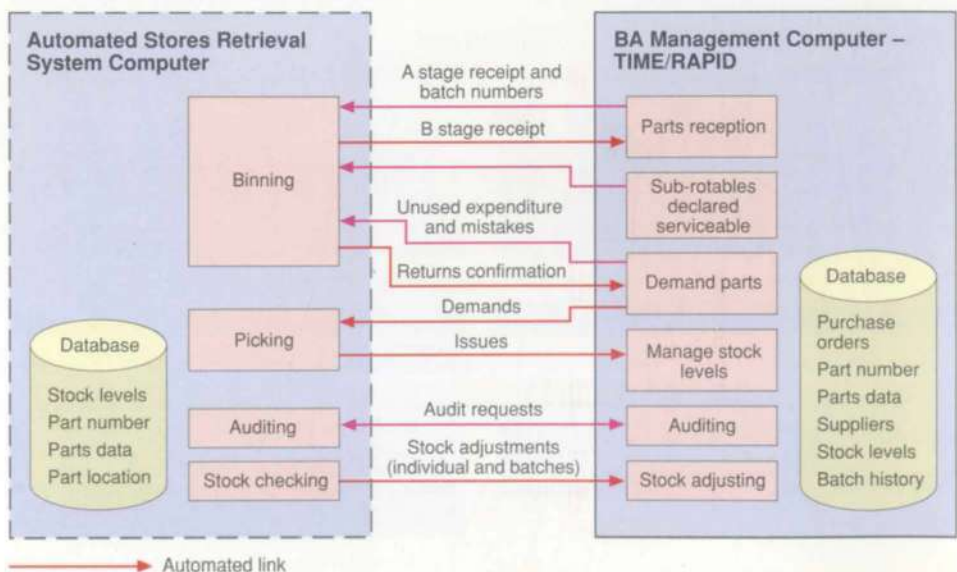 Automated Stores Retrieval
System Computer
Binning
Picking
Auditing
Stock checking
Database
Stock levels
Part number
Parts data
Part location
A stage receipt and
batch numbers
B stage receipt
Unused expenditure
and mistakes
Returns confirmation
Demands
Issues
Audit requests
Stock adjustments
(individual and batches)
BA Management Computer –
TIME/RAPID
Parts reception
Sub-rotables
declared
serviceable
Demand parts
Manage stock
levels
Auditing
Stock adjusting
Database
Purchase
orders
Part number
Parts data
Suppliers
Stock levels
Batch history
Automated link